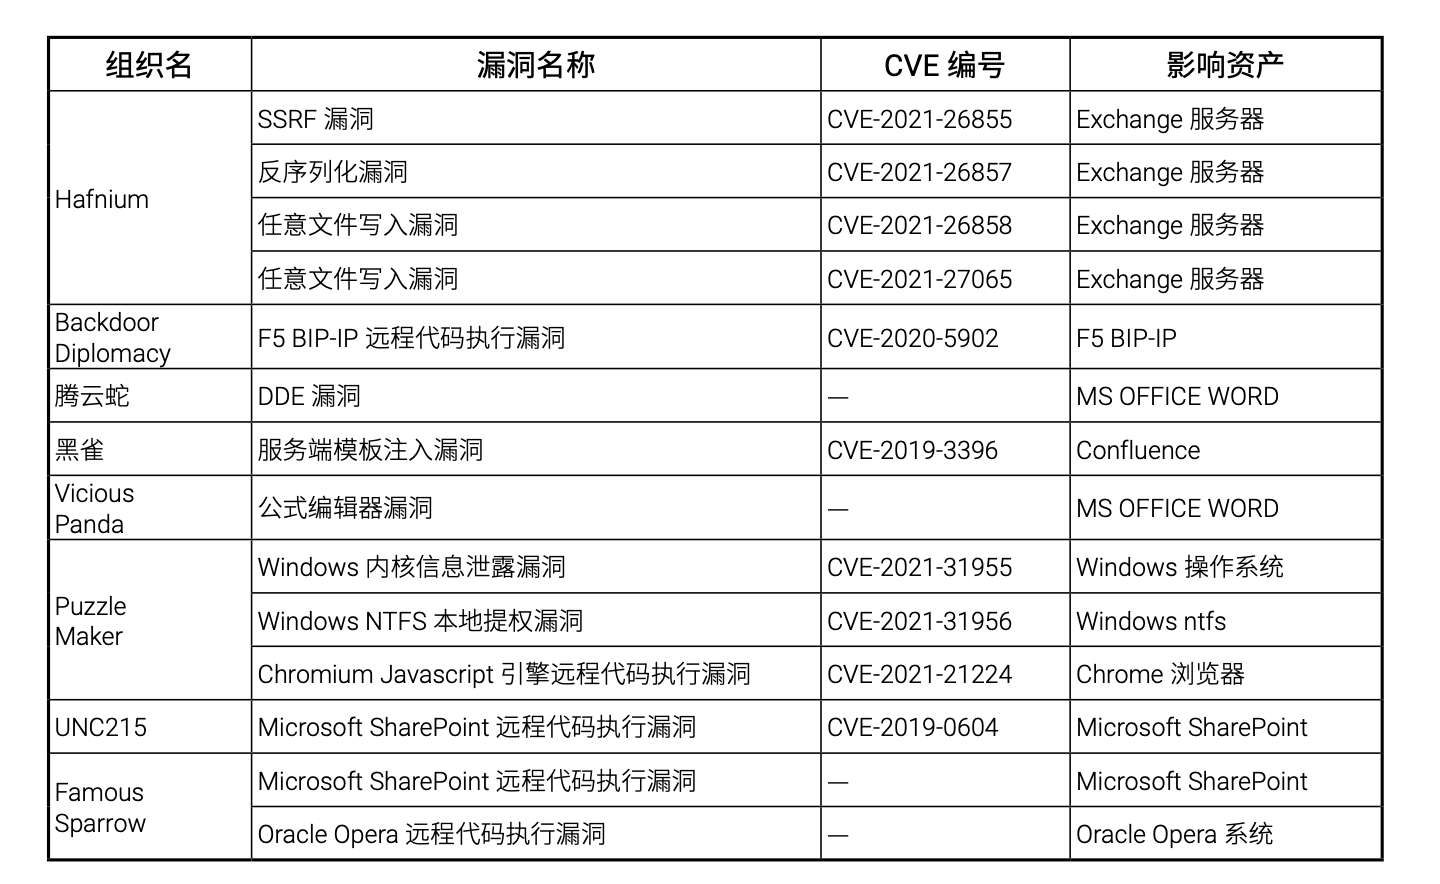 组织名 漏洞名称 CVE 编号 影响资产
Hafnium
SSRF 漏洞 CVE-2021-26855 Exchange 服务器
反序列化漏洞 CVE-2021-26857 Exchange 服务器
任意文件写入漏洞 CVE-2021-26858 Exchange 服务器
任意文件写入漏洞 CVE-2021-27065 Exchange 服务器
Backdoor
Diplomacy
F5 BIP-IP 远程代码执行漏洞 CVE-2020-5902 F5 BIP-IP
腾云蛇 DDE 漏洞 — MS OFFICE WORD
黑雀 服务端模板注入漏洞 CVE-2019-3396 Confluence
Vicious
Panda
公式编辑器漏洞 — MS OFFICE WORD
Puzzle
Maker
Windows 内核信息泄露漏洞 CVE-2021-31955 Windows 操作系统
Windows NTFS 本地提权漏洞 CVE-2021-31956 Windows ntfs
Chromium Javascript 引擎远程代码执行漏洞 CVE-2021-21224 Chrome 浏览器
UNC215 Microsoft SharePoint 远程代码执行漏洞 CVE-2019-0604 Microsoft SharePoint
Famous
Sparrow
Microsoft SharePoint 远程代码执行漏洞 — Microsoft SharePoint
Oracle Opera 远程代码执行漏洞 — Oracle Opera 系统